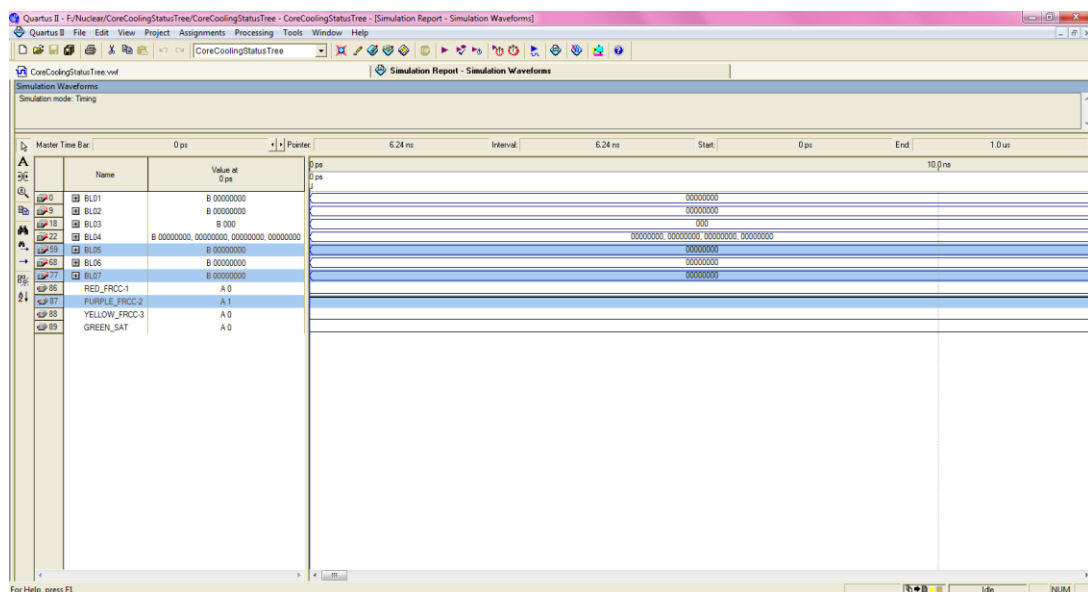 Quartus II - F:/Nuclear/CoreCoolingStatusTree/CoreCoolingStatusTree - CoreCoolingStatusTree - [Simulation Report - Simulation Waveforms]
Quartus II File Edit View Project Assignments Processing Tools Window Help
CoreCoolingStatusTree
CoreCoolingStatusTree.vwf Simulation Report - Simulation Waveforms
Simulation Waveforms
Simulation mode: Timing
Master Time Bar: 0 ps Pointer: 6.24 ns Interval: 6.24 ns Start: 0 ps End: 1.0 us
Name Value at 0 ps 0 ps 10.0 ns
0 ps
0 BL01 B 00000000 00000000
9 BL02 B 00000000 00000000
18 BL03 B 000 000
22 BL04 B 00000000, 00000000, 00000000, 00000000 00000000, 00000000, 00000000, 00000000
59 BL05 B 00000000 00000000
68 BL06 B 00000000 00000000
77 BL07 B 00000000 00000000
86 RED_FRCC-1 A 0
87 PURPLE_FRCC-2 A 1
88 YELLOW_FRCC-3 A 0
89 GREEN_SAT A 0
For Help, press F1 Idle NUM